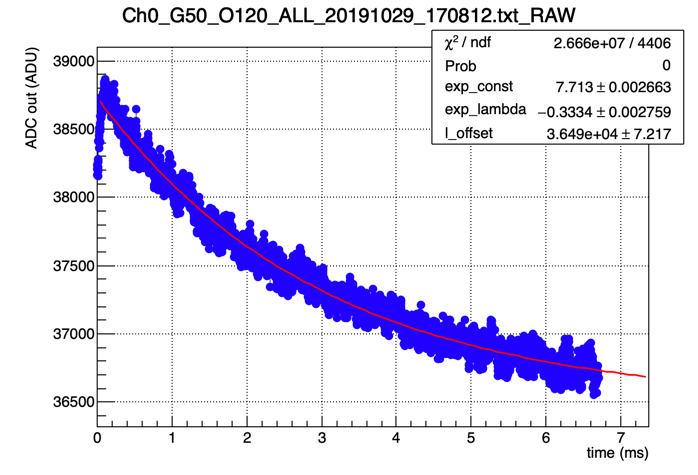 Ch0_G50_O120_ALL_20191029_170812.txt_RAW
χ² / ndf 2.666e+07 / 4406
Prob 0
exp_const 7.713 ± 0.002663
exp_lambda −0.3334 ± 0.002759
l_offset 3.649e+04 ± 7.217
ADC out (ADU)
39000
38500
38000
37500
37000
36500
0 1 2 3 4 5 6 7
time (ms)